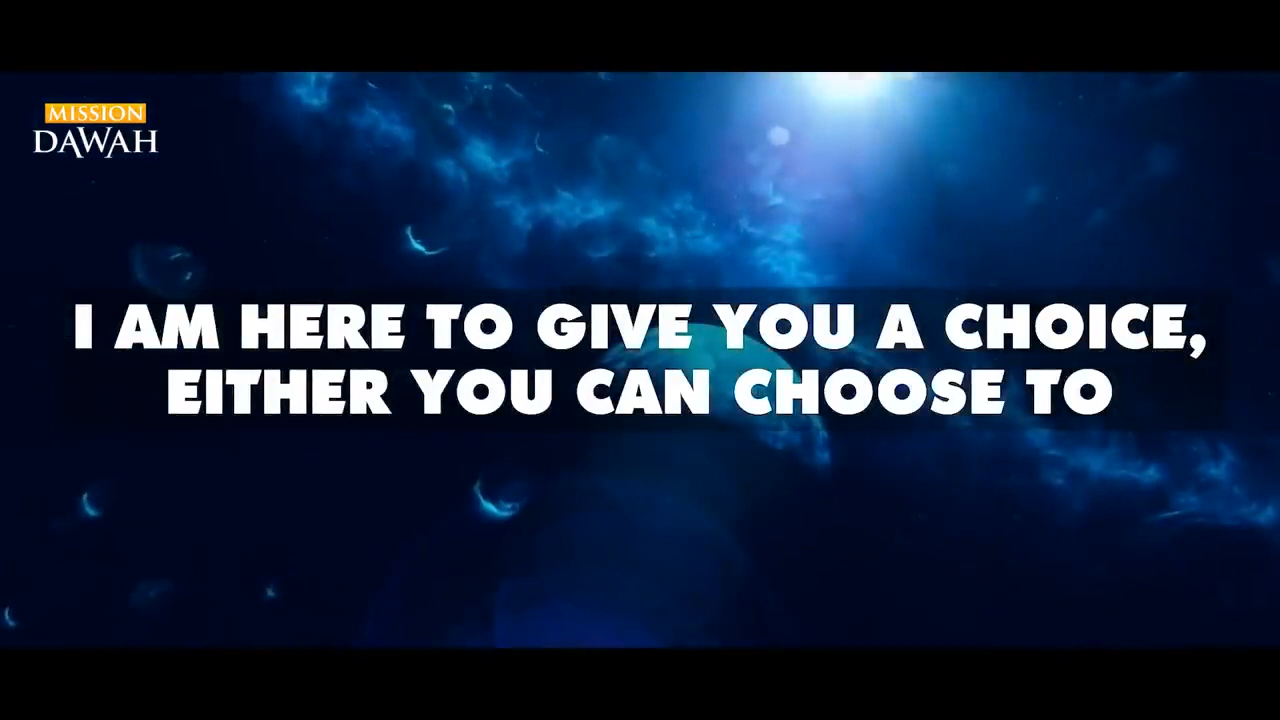 MISSION
DAWAH
I AM HERE TO GIVE YOU A CHOICE,
EITHER YOU CAN CHOOSE TO